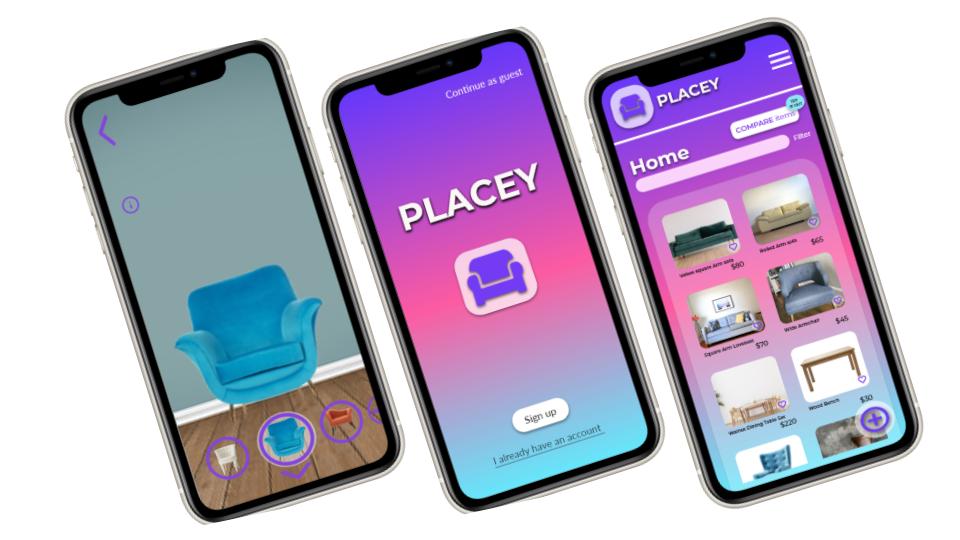 Continue as guest
PLACEY
Sign up
I already have an account
PLACEY
COMPARE items
Home
Filter
Velvet square Arm sofa
$80
Rolled Arm sofa
$65
Square Arm Loveseat
$70
Wide Armchair
$45
Walnut Dining Table Set
$220
Wood Bench
$30